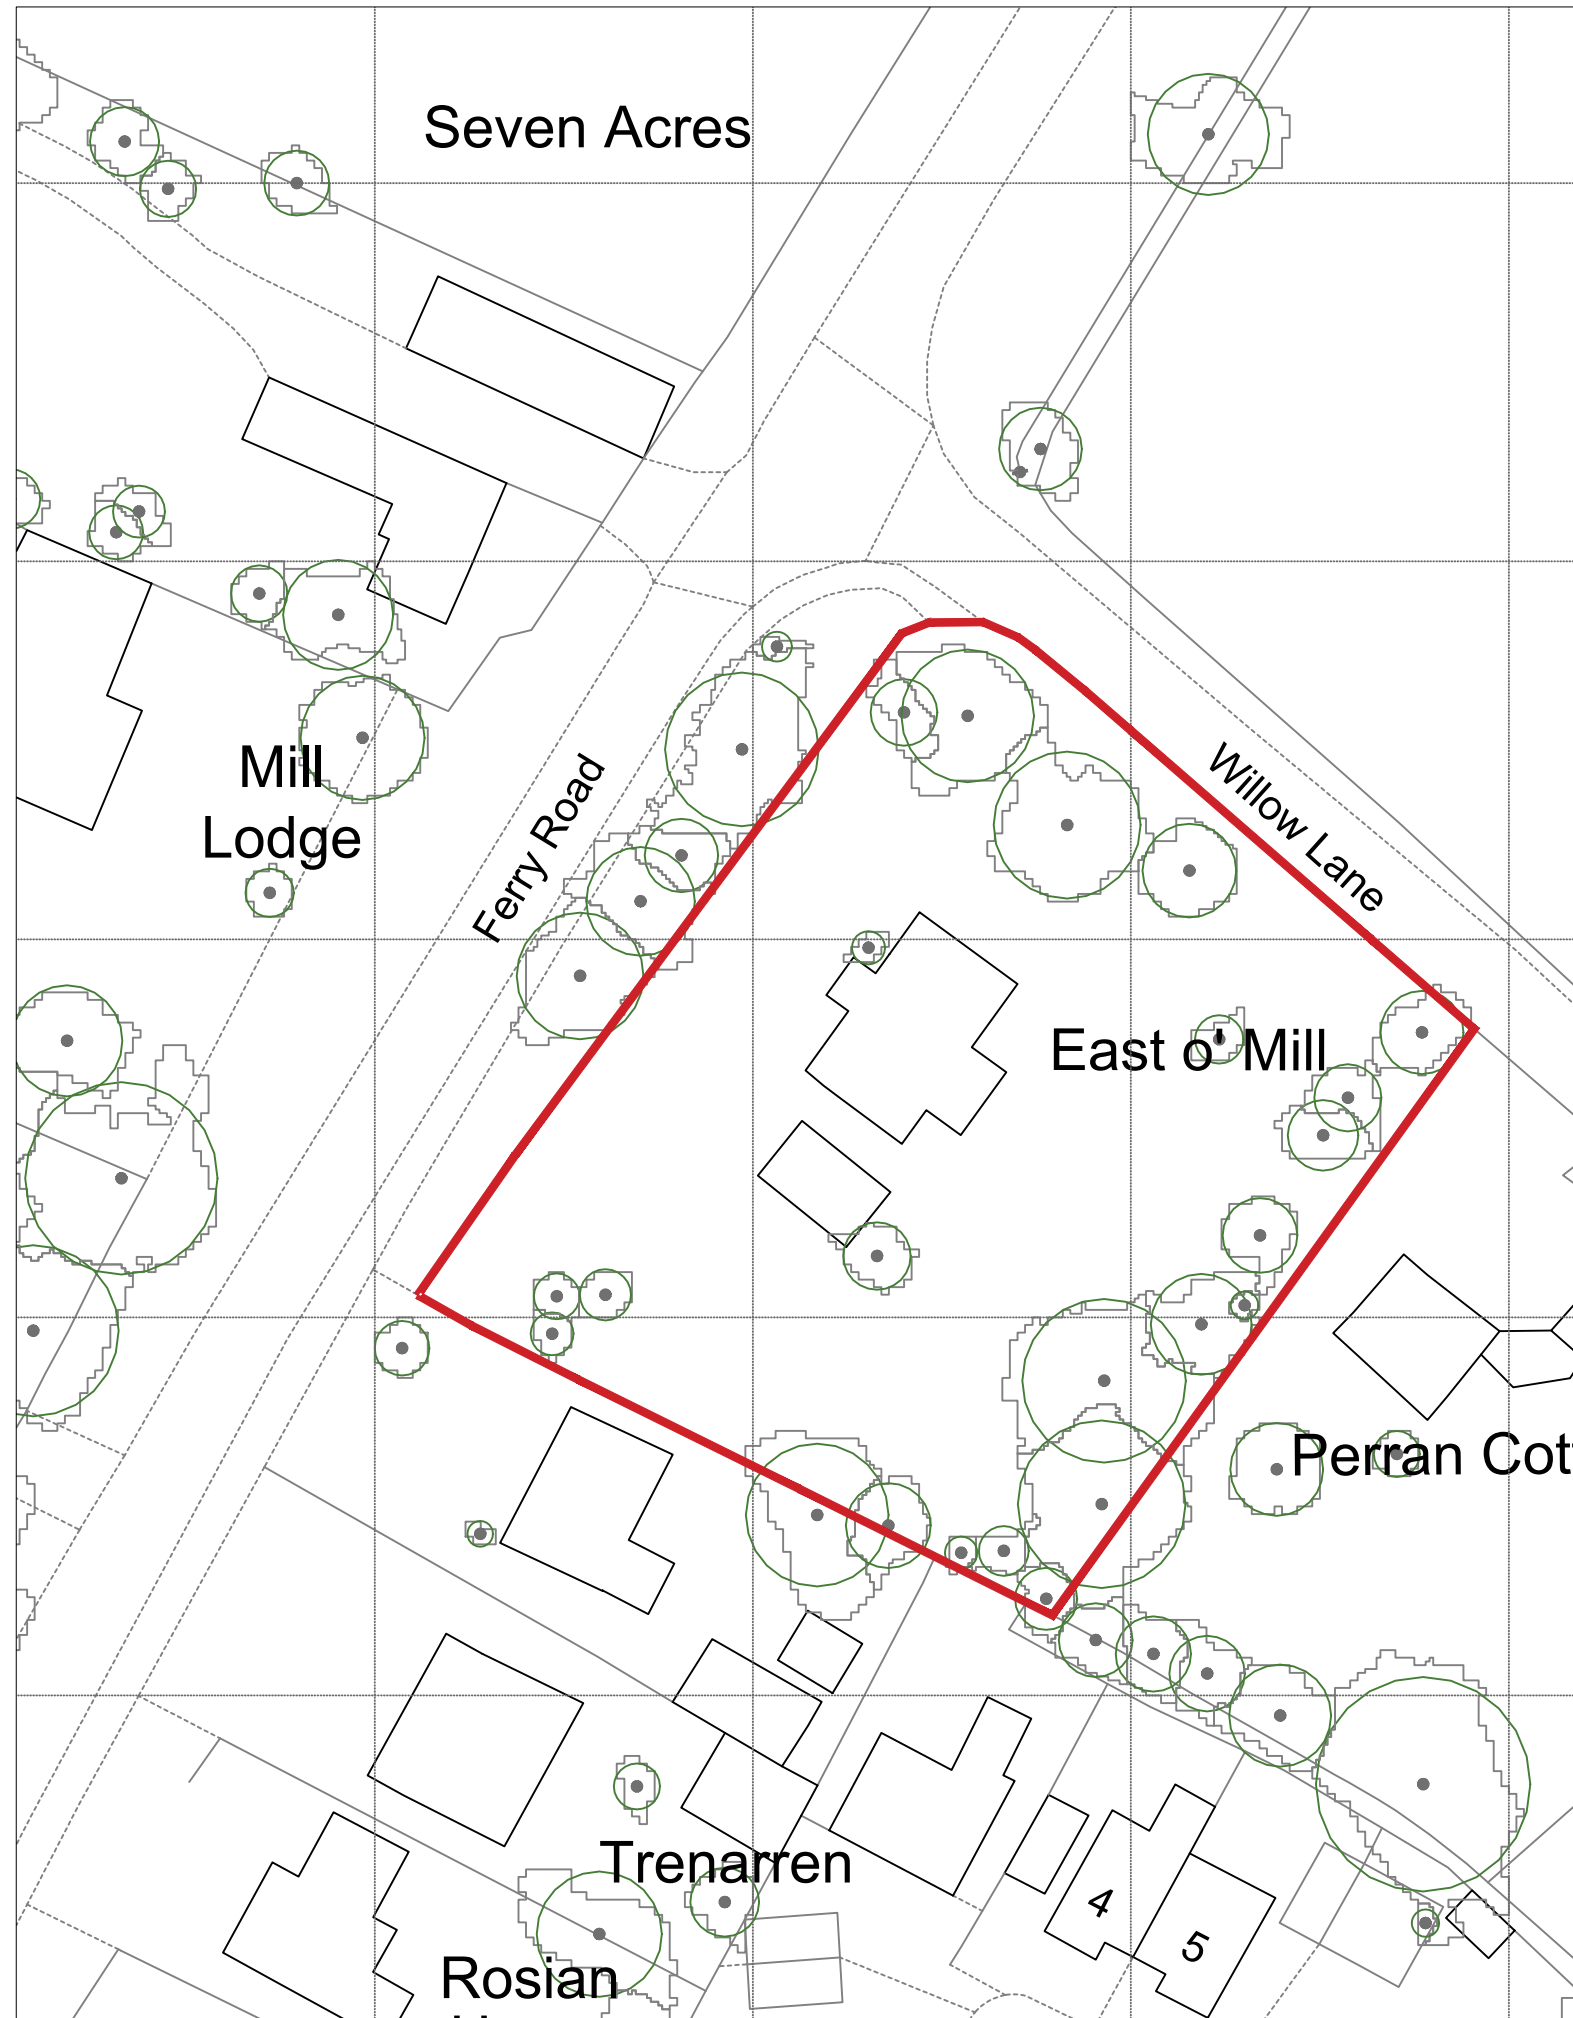 Seven Acres
Mill
Lodge
Ferry Road
Willow Lane
East o' Mill
Perran Cot
Trenarren
4
5
Rosian